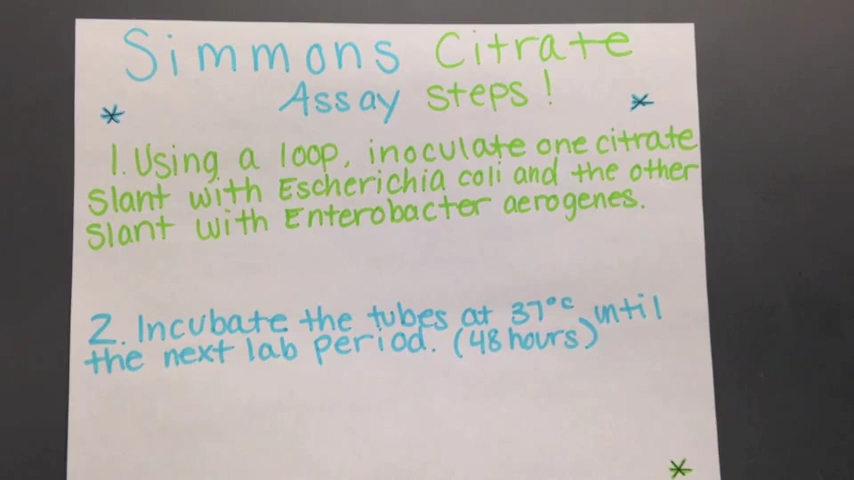 Simmons Citrate
Assay steps!
1. Using a loop, inoculate one citrate
slant with Escherichia coli and the other
slant with Enterobacter aerogenes.
2. Incubate the tubes at 37°c until
the next lab period. (48 hours)